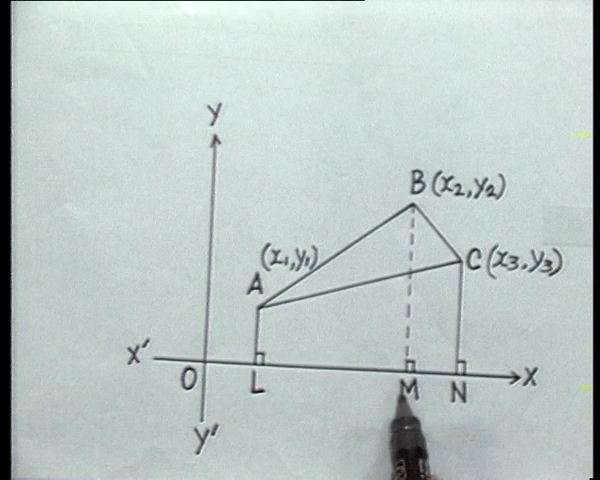 Y
B (x₂,y₂)
(x₁,y₁)
C (x₃,y₃)
A
X'
O
L
M
N
X
Y'